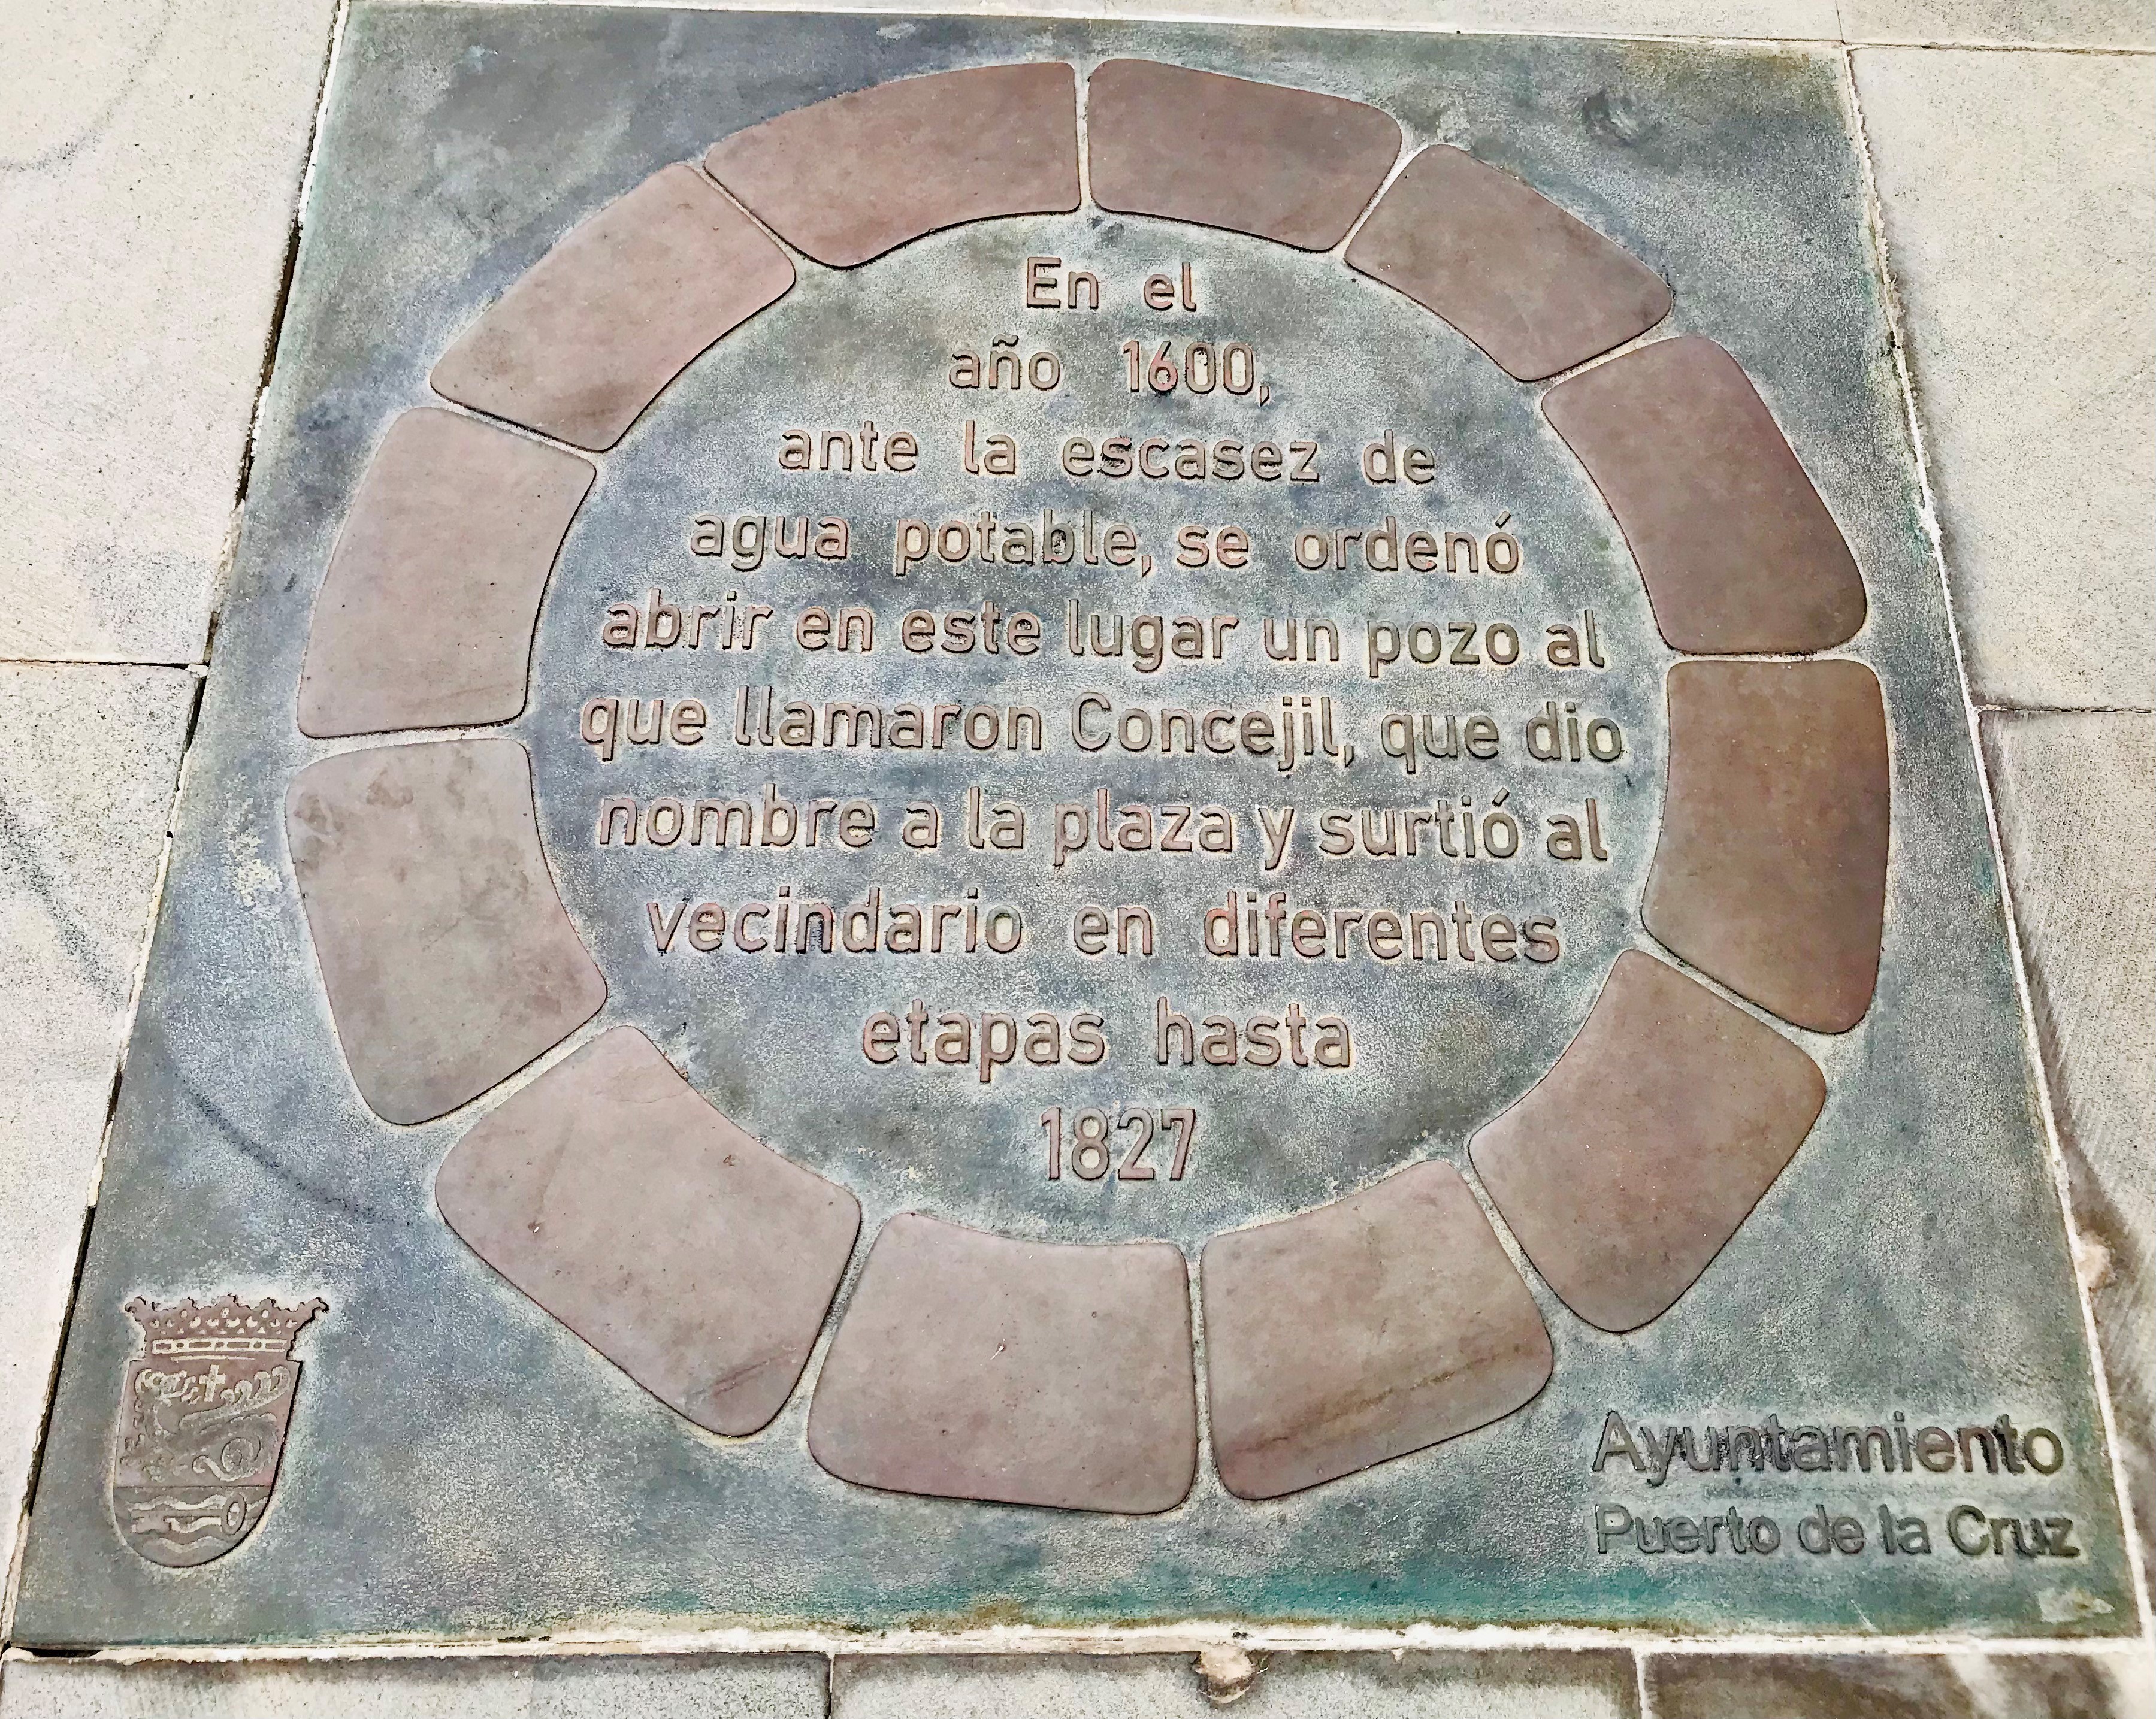 En el
año 1600,
ante la escasez de
agua potable, se ordenó
abrir en este lugar un pozo al
que llamaron Concejil, que dio
nombre a la plaza y surtió al
vecindario en diferentes
etapas hasta
1827
Ayuntamiento
Puerto de la Cruz